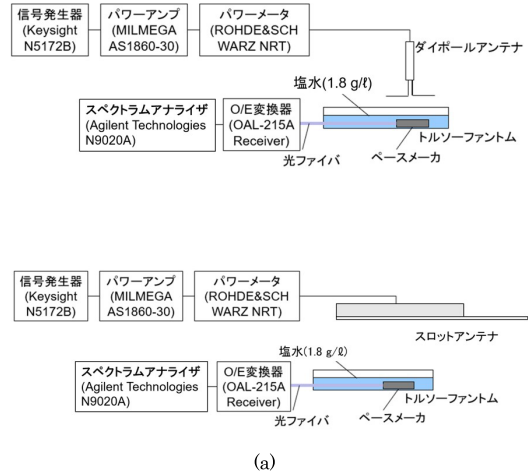 信号発生器
(Keysight
N5172B)
パワーアンプ
(MILMEGA
AS1860-30)
パワーメータ
(ROHDE&SCH
WARZ NRT)
ダイポールアンテナ
塩水(1.8 g/ℓ)
スペクトラムアナライザ
(Agilent Technologies
N9020A)
O/E変換器
(OAL-215A
Receiver)
トルソーファントム
光ファイバ
ペースメーカ
信号発生器
(Keysight
N5172B)
パワーアンプ
(MILMEGA
AS1860-30)
パワーメータ
(ROHDE&SCH
WARZ NRT)
スロットアンテナ
塩水(1.8 g/ℓ)
スペクトラムアナライザ
(Agilent Technologies
N9020A)
O/E変換器
(OAL-215A
Receiver)
トルソーファントム
光ファイバ
ペースメーカ
(a)